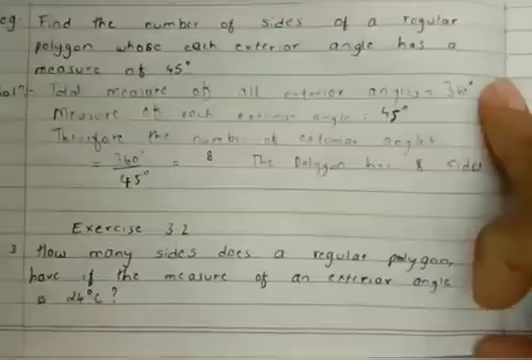 eg: Find the number of sides of a regular
polygon whose each exterior angle has a
measure of 45°
Sol?- Total measure of all exterior angles = 360°
Measure of each exterior angle = 45°
Therefore the number of exterior angles
= 360° / 45° = 8 The Polygon has 8 sides
Exercise 3.2
3 How many sides does a regular polygon,
have if the measure of an exterior angle
is 24°c?